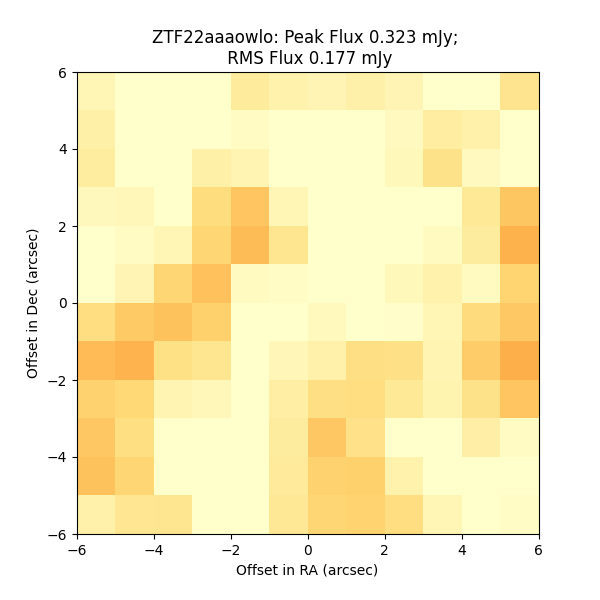 ZTF22aaaowlo: Peak Flux 0.323 mJy;
RMS Flux 0.177 mJy
6
4
2
0
−2
−4
−6
Offset in Dec (arcsec)
−6 −4 −2 0 2 4 6
Offset in RA (arcsec)